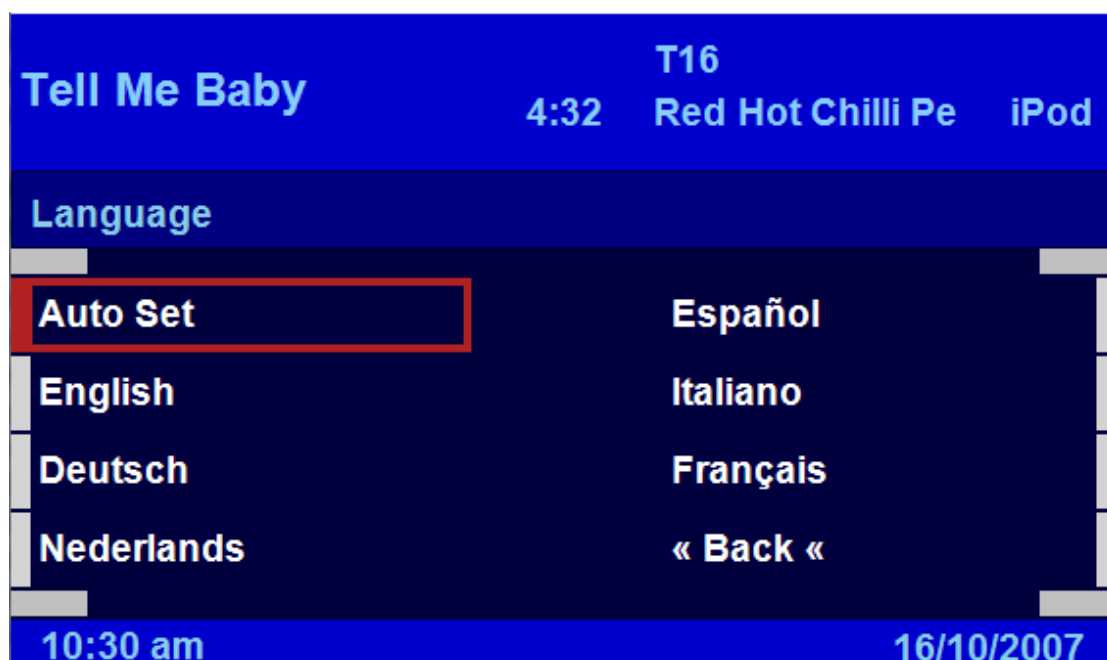 T16
Tell Me Baby
4:32 Red Hot Chilli Pe iPod
Language
Auto Set Español
English Italiano
Deutsch Français
Nederlands « Back «
10:30 am 16/10/2007